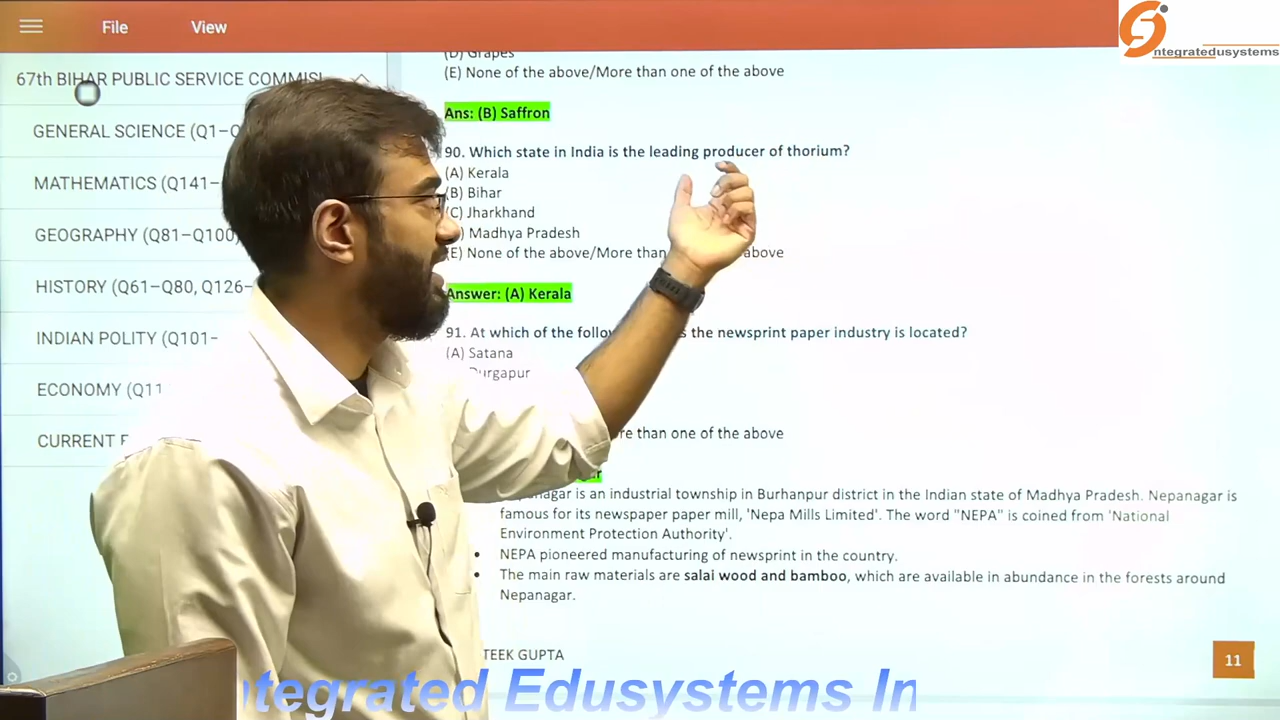 File View
ntegratedusystems
67th BIHAR PUBLIC SERVICE COMMISI
GENERAL SCIENCE (Q1–Q
MATHEMATICS (Q141–
GEOGRAPHY (Q81–Q100)
HISTORY (Q61–Q80, Q126–
INDIAN POLITY (Q101–
ECONOMY (Q11
CURRENT
(D) Grapes
(E) None of the above/More than one of the above
Ans: (B) Saffron
90. Which state in India is the leading producer of thorium?
(A) Kerala
(B) Bihar
(C) Jharkhand
Madhya Pradesh
(E) None of the above/More than above
Answer: (A) Kerala
91. At which of the follo s the newsprint paper industry is located?
(A) Satana
Durgapur
re than one of the above
Nepanagar is an industrial township in Burhanpur district in the Indian state of Madhya Pradesh. Nepanagar is
famous for its newspaper paper mill, 'Nepa Mills Limited'. The word "NEPA" is coined from 'National
Environment Protection Authority'.
• NEPA pioneered manufacturing of newsprint in the country.
• The main raw materials are salai wood and bamboo, which are available in abundance in the forests around
Nepanagar.
TEEK GUPTA
11
ntegrated Edusystems In